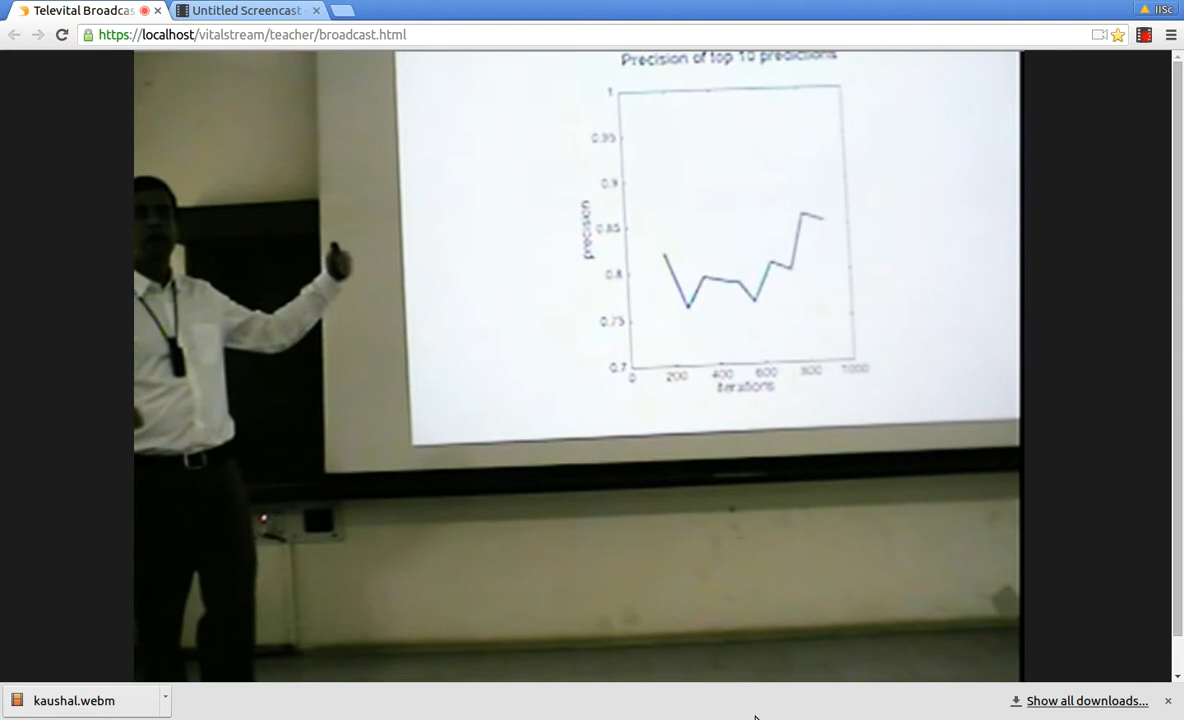 Televital Broadcas
Untitled Screencast
IISc
https://localhost/vitalstream/teacher/broadcast.html
Precision of top 10 predictions
1
0.95
0.9
0.85
0.8
0.75
0.7
precision
0 200 400 600 800 1000
Iterations
kaushal.webm
Show all downloads...